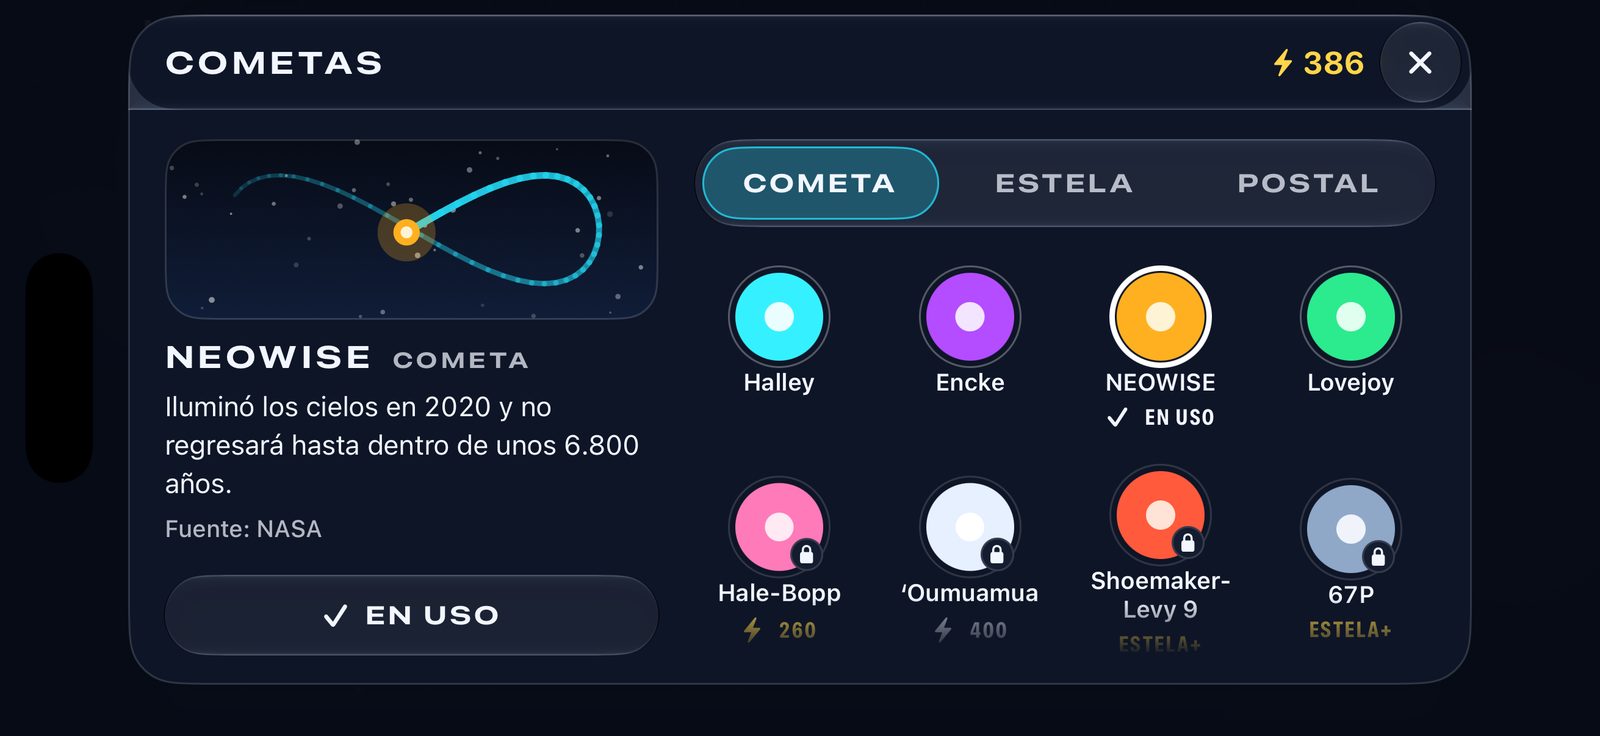 COMETAS
386
NEOWISE COMETA
Iluminó los cielos en 2020 y no
regresará hasta dentro de unos 6.800
años.
Fuente: NASA
EN USO
COMETA
ESTELA
POSTAL
Halley
Encke
NEOWISE
EN USO
Lovejoy
Hale-Bopp
260
‘Oumuamua
400
Shoemaker-
Levy 9
ESTELA+
67P
ESTELA+